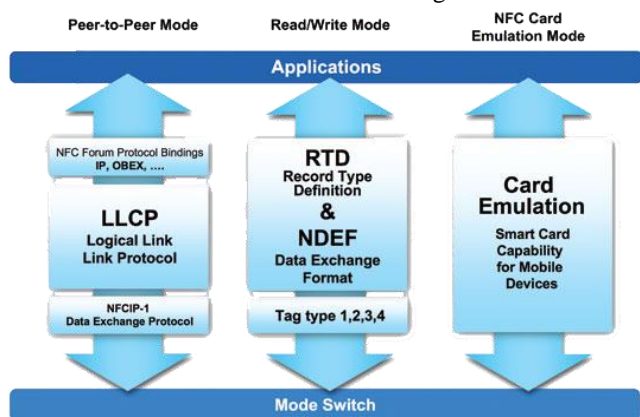 Peer-to-Peer Mode
Read/Write Mode
NFC Card
Emulation Mode
Applications
NFC Forum Protocol Bindings
IP, OBEX, ....
LLCP
Logical Link
Link Protocol
NFCIP-1
Data Exchange Protocol
RTD
Record Type
Definition
&
NDEF
Data Exchange
Format
Tag type 1,2,3,4
Card
Emulation
Smart Card
Capability
for Mobile
Devices
Mode Switch